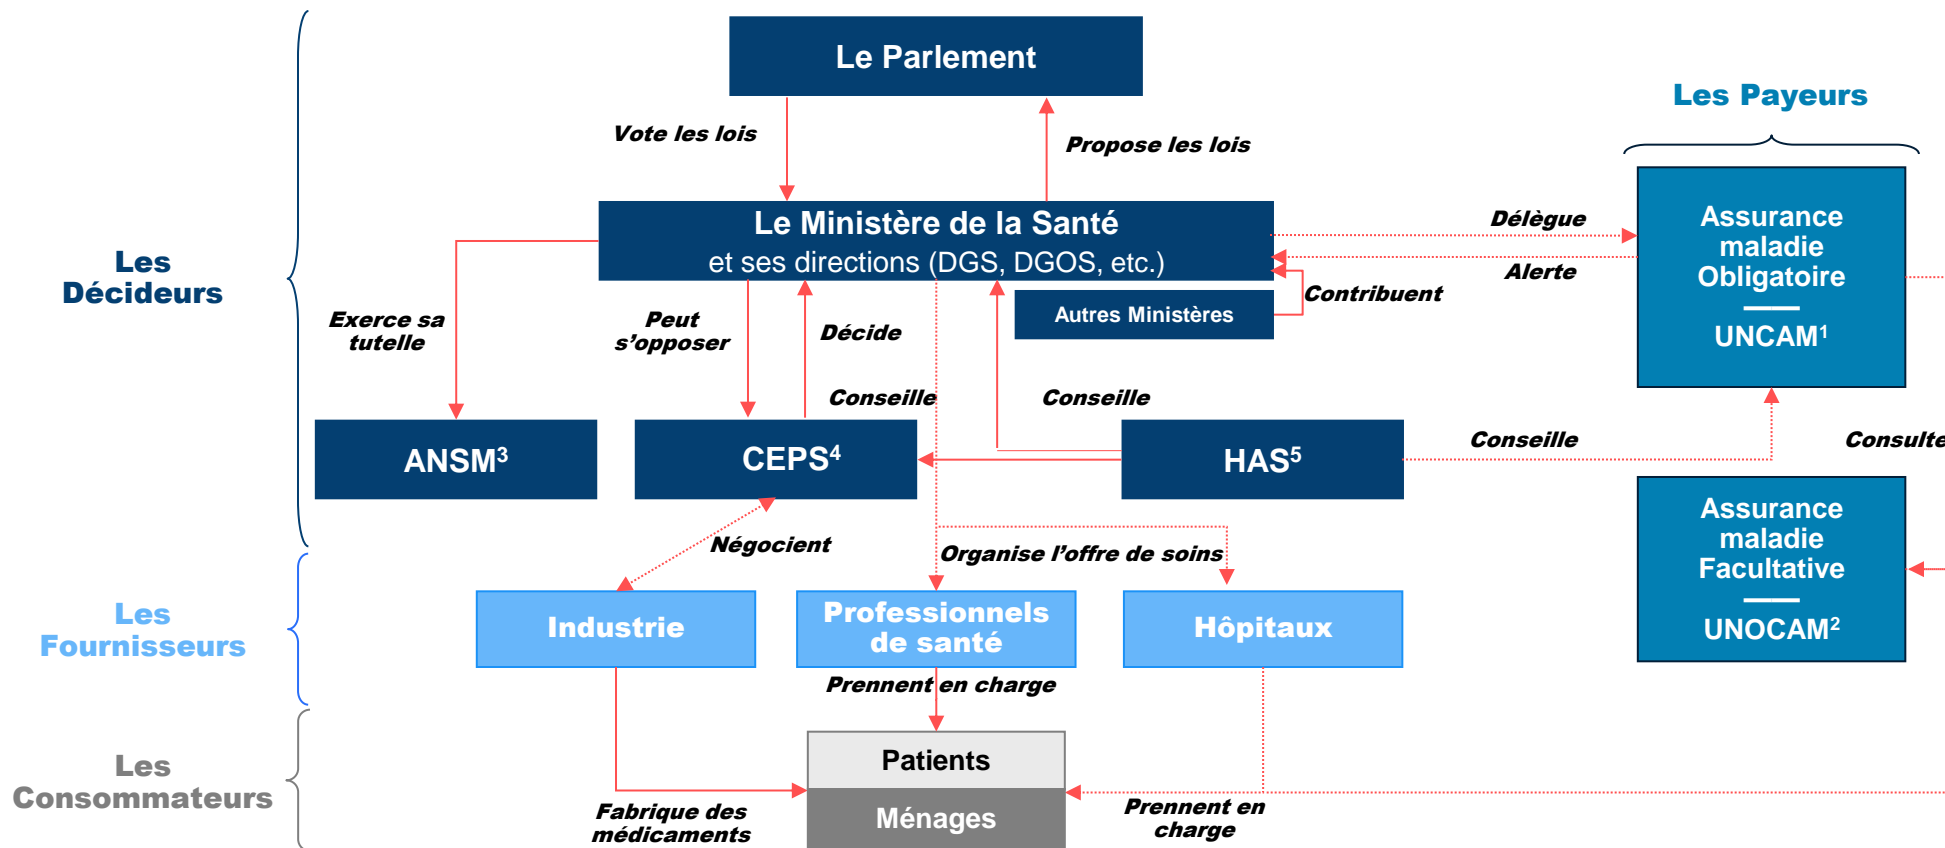 Le Parlement
Les Payeurs
Vote les lois
Propose les lois
Le Ministère de la Santé
et ses directions (DGS, DGOS, etc.)
Délègue
Alerte
Assurance
maladie
Obligatoire
UNCAM¹
Les
Décideurs
Autres Ministères
Contribuent
Exerce sa
tutelle
Peut
s’opposer
Décide
Conseille
Conseille
ANSM³
CEPS⁴
HAS⁵
Conseille
Consulte
Négocient
Organise l’offre de soins
Assurance
maladie
Facultative
UNOCAM²
Les
Fournisseurs
Industrie
Professionnels
de santé
Hôpitaux
Prennent en charge
Les
Consommateurs
Patients
Ménages
Fabrique des
médicaments
Prennent en
charge